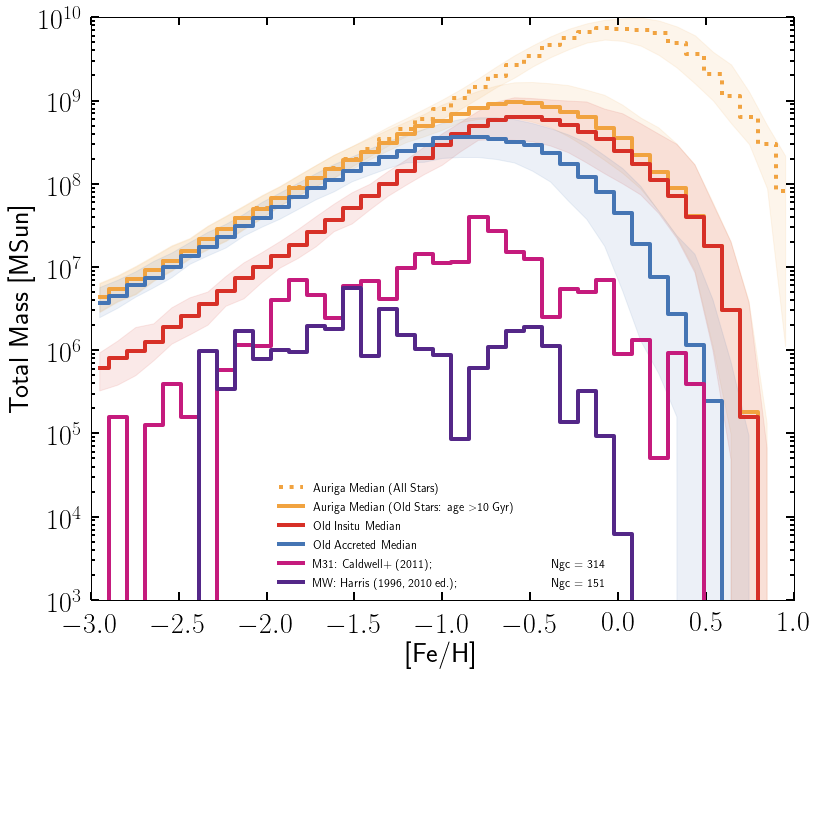 10^10
10^9
10^8
10^7
10^6
10^5
10^4
10^3
Total Mass [MSun]
Auriga Median (All Stars)
Auriga Median (Old Stars: age >10 Gyr)
Old Insitu Median
Old Accreted Median
M31: Caldwell+ (2011); Ngc = 314
MW: Harris (1996, 2010 ed.); Ngc = 151
−3.0 −2.5 −2.0 −1.5 −1.0 −0.5 0.0 0.5 1.0
[Fe/H]